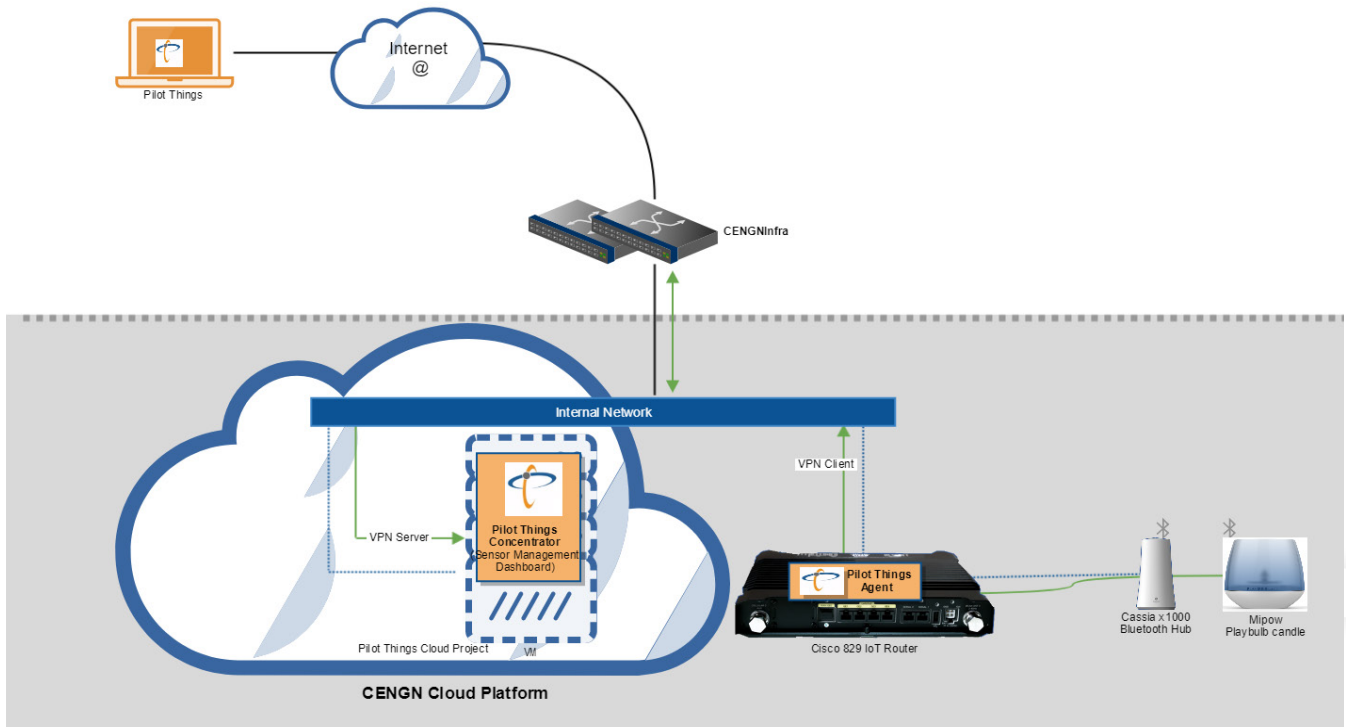 Internet
@
Pilot Things
CENGNInfra
Internal Network
VPN Client
VPN Server
Pilot Things
Concentrator
(Sensor Management
Dashboard)
Pilot Things
Agent
Cassia x1000
Bluetooth Hub
Mipow
Playbulb candle
Cisco 829 IoT Router
Pilot Things Cloud Project
VM
CENGN Cloud Platform